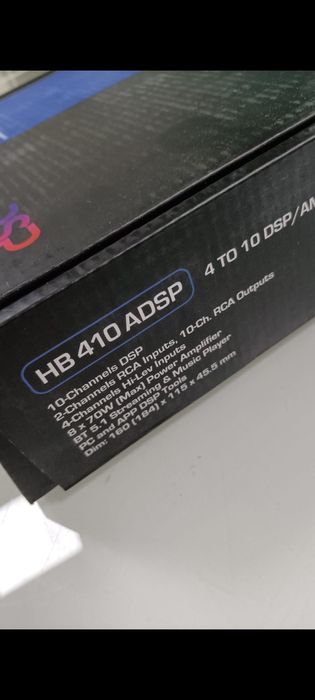 HB 410 ADSP
4 TO 10 DSP/AM
10-Channels DSP
2-Channels RCA Inputs, 10-Ch. RCA Outputs
4-Channels Hi-Lev Inputs
8 x 70W (Max) Power Amplifier
BT 5.1 Streaming & Music Player
PC and APP DSP Tools
Dim: 160 (184) x 115 x 45.5 mm